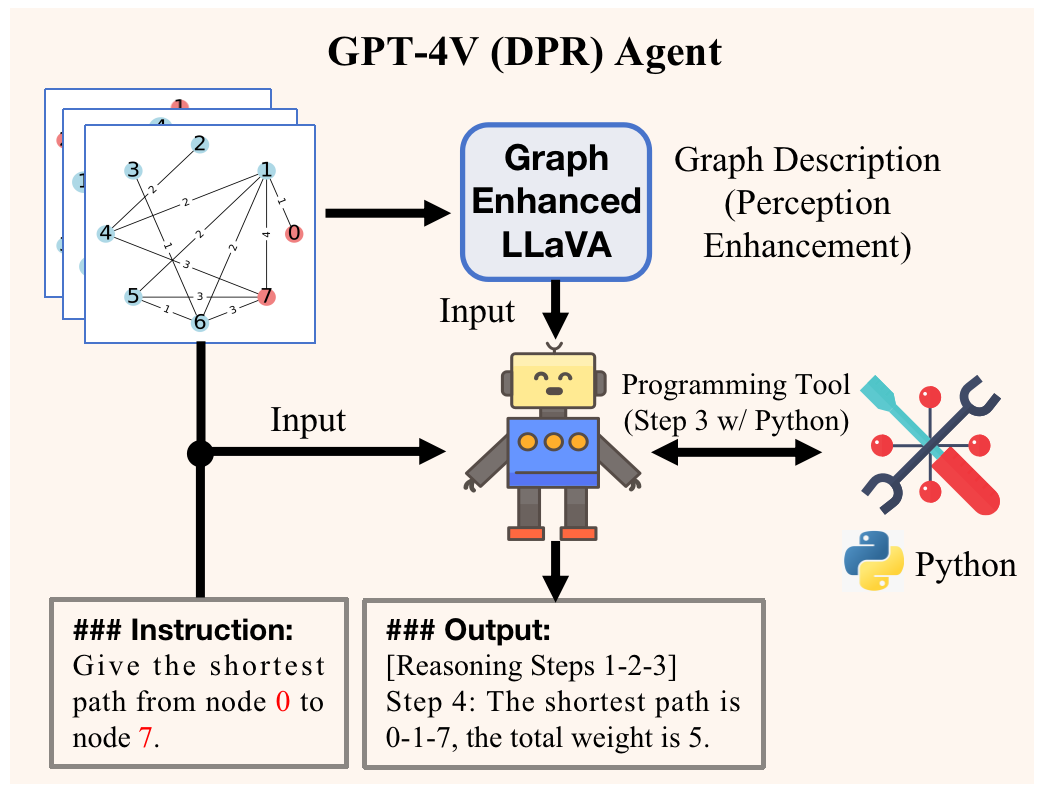 GPT-4V (DPR) Agent
1
4
1
2
3
1
4
0
5
7
6
2
2
1
2
4
2
1
3
3
1
3
Graph
Enhanced
LLaVA
Graph Description
(Perception
Enhancement)
Input
Input
Programming Tool
(Step 3 w/ Python)
Python
### Instruction:
Give the shortest
path from node 0 to
node 7.
### Output:
[Reasoning Steps 1-2-3]
Step 4: The shortest path is
0-1-7, the total weight is 5.